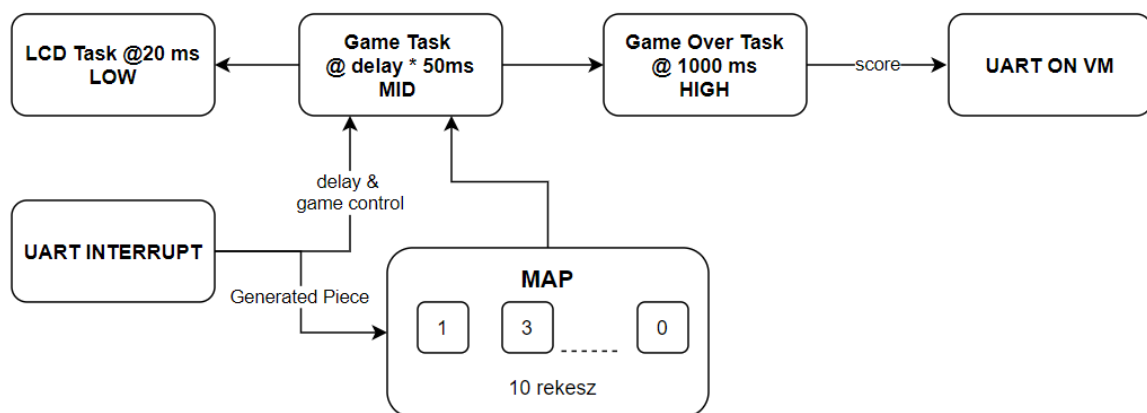 LCD Task @20 ms
LOW
Game Task
@ delay * 50ms
MID
Game Over Task
@ 1000 ms
HIGH
score
UART ON VM
delay &
game control
UART INTERRUPT
Generated Piece
MAP
1 3 0
10 rekesz